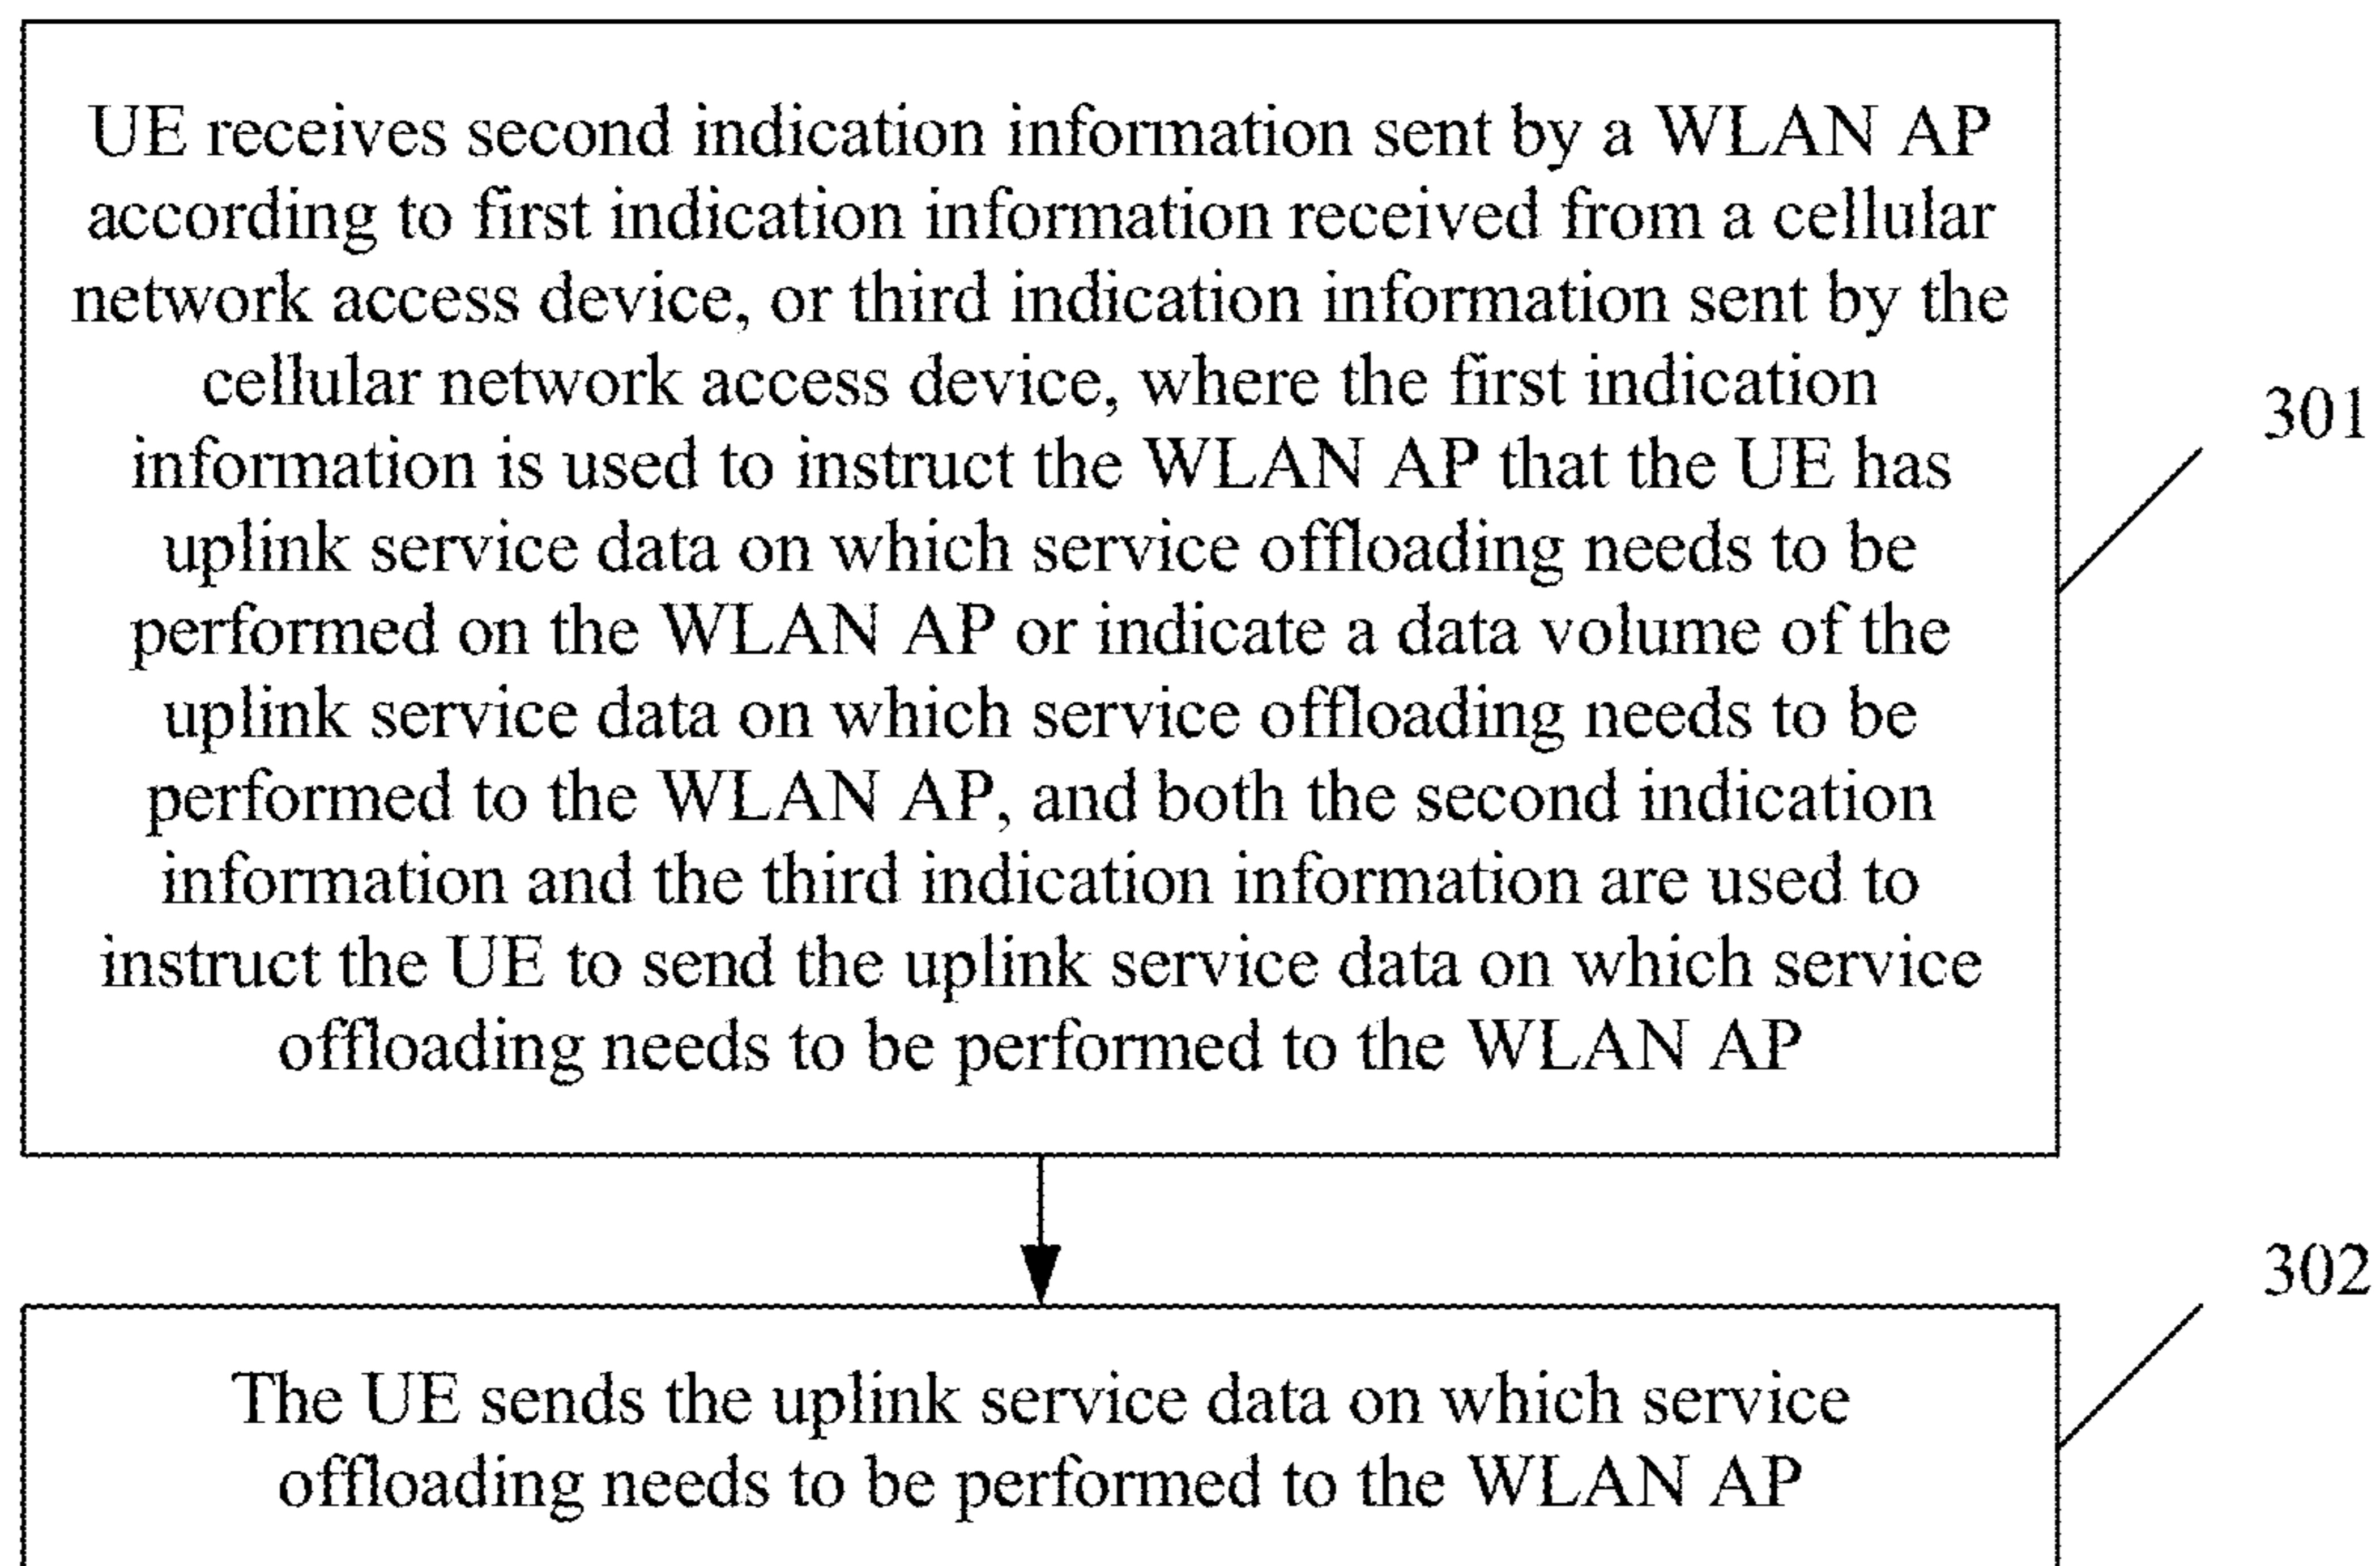 UE receives second indication information sent by a WLAN AP
according to first indication information received from a cellular
network access device, or third indication information sent by the
cellular network access device, where the first indication
information is used to instruct the WLAN AP that the UE has
uplink service data on which service offloading needs to be
performed on the WLAN AP or indicate a data volume of the
uplink service data on which service offloading needs to be
performed to the WLAN AP, and both the second indication
information and the third indication information are used to
instruct the UE to send the uplink service data on which service
offloading needs to be performed to the WLAN AP
301
302
The UE sends the uplink service data on which service
offloading needs to be performed to the WLAN AP